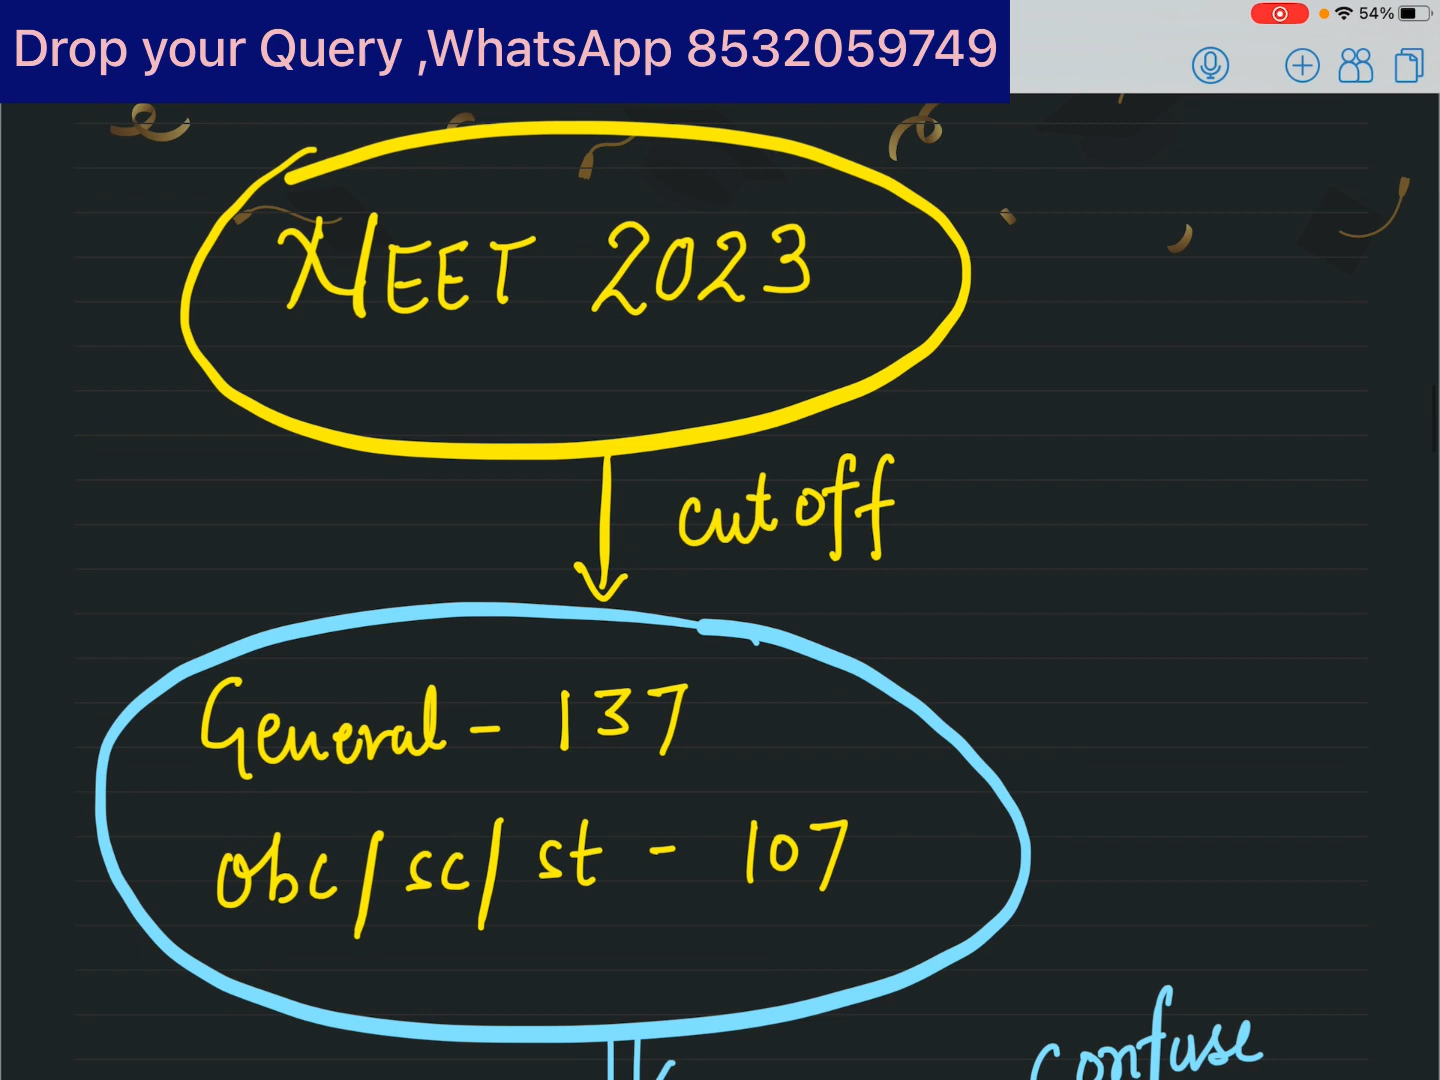 Drop your Query ,WhatsApp 8532059749
54%
NEET 2023
cut off
General - 137
obc/sc/st - 107
confuse